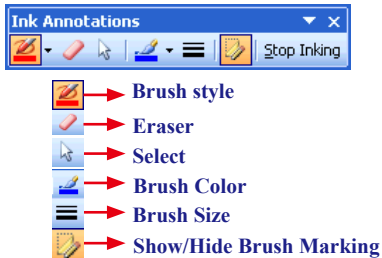 Ink Annotations
Stop Inking
Brush style
Eraser
Select
Brush Color
Brush Size
Show/Hide Brush Marking